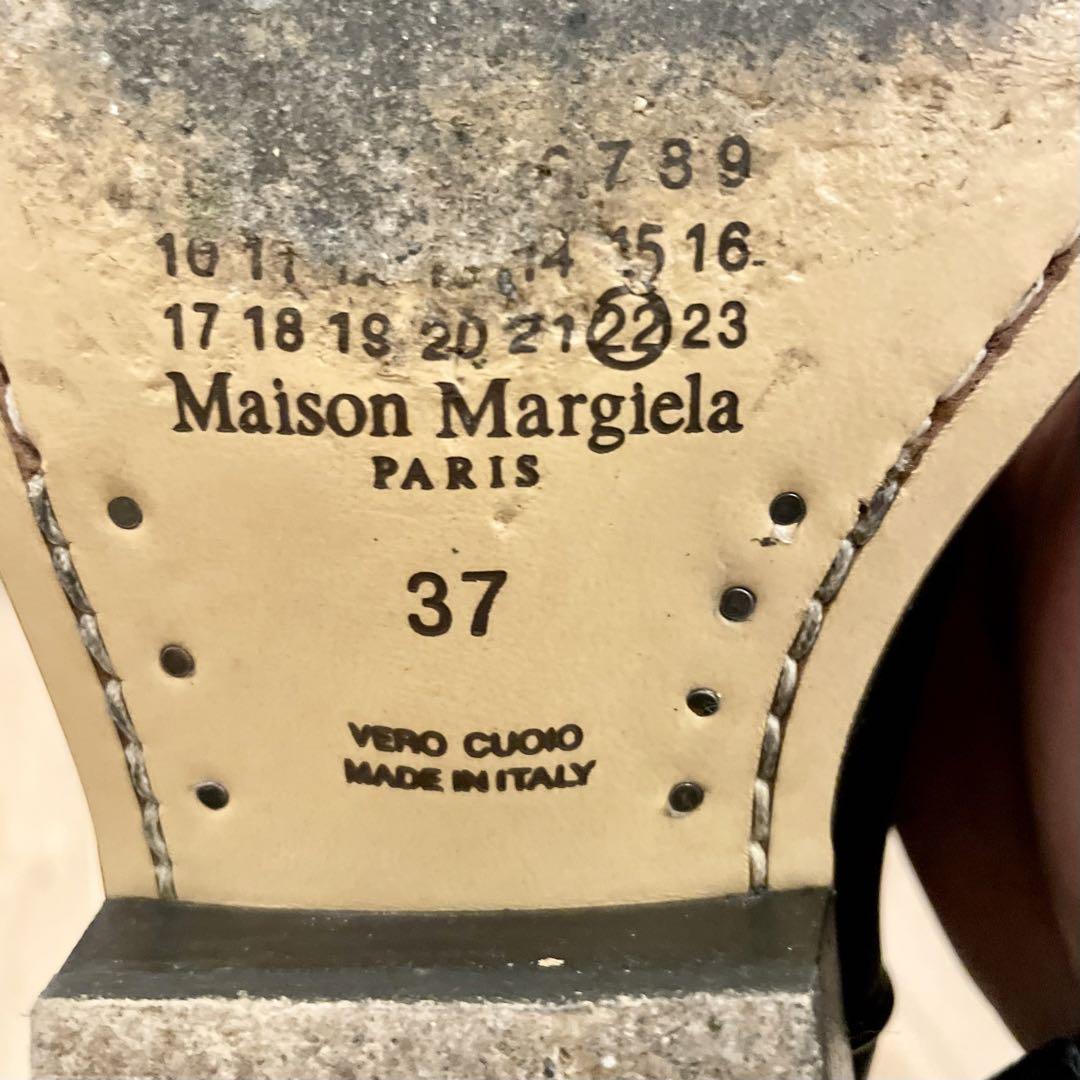 6 7 8 9
10 11 14 15 16
17 18 19 20 21 22 23
Maison Margiela
PARIS
37
VERO CUOIO
MADE IN ITALY